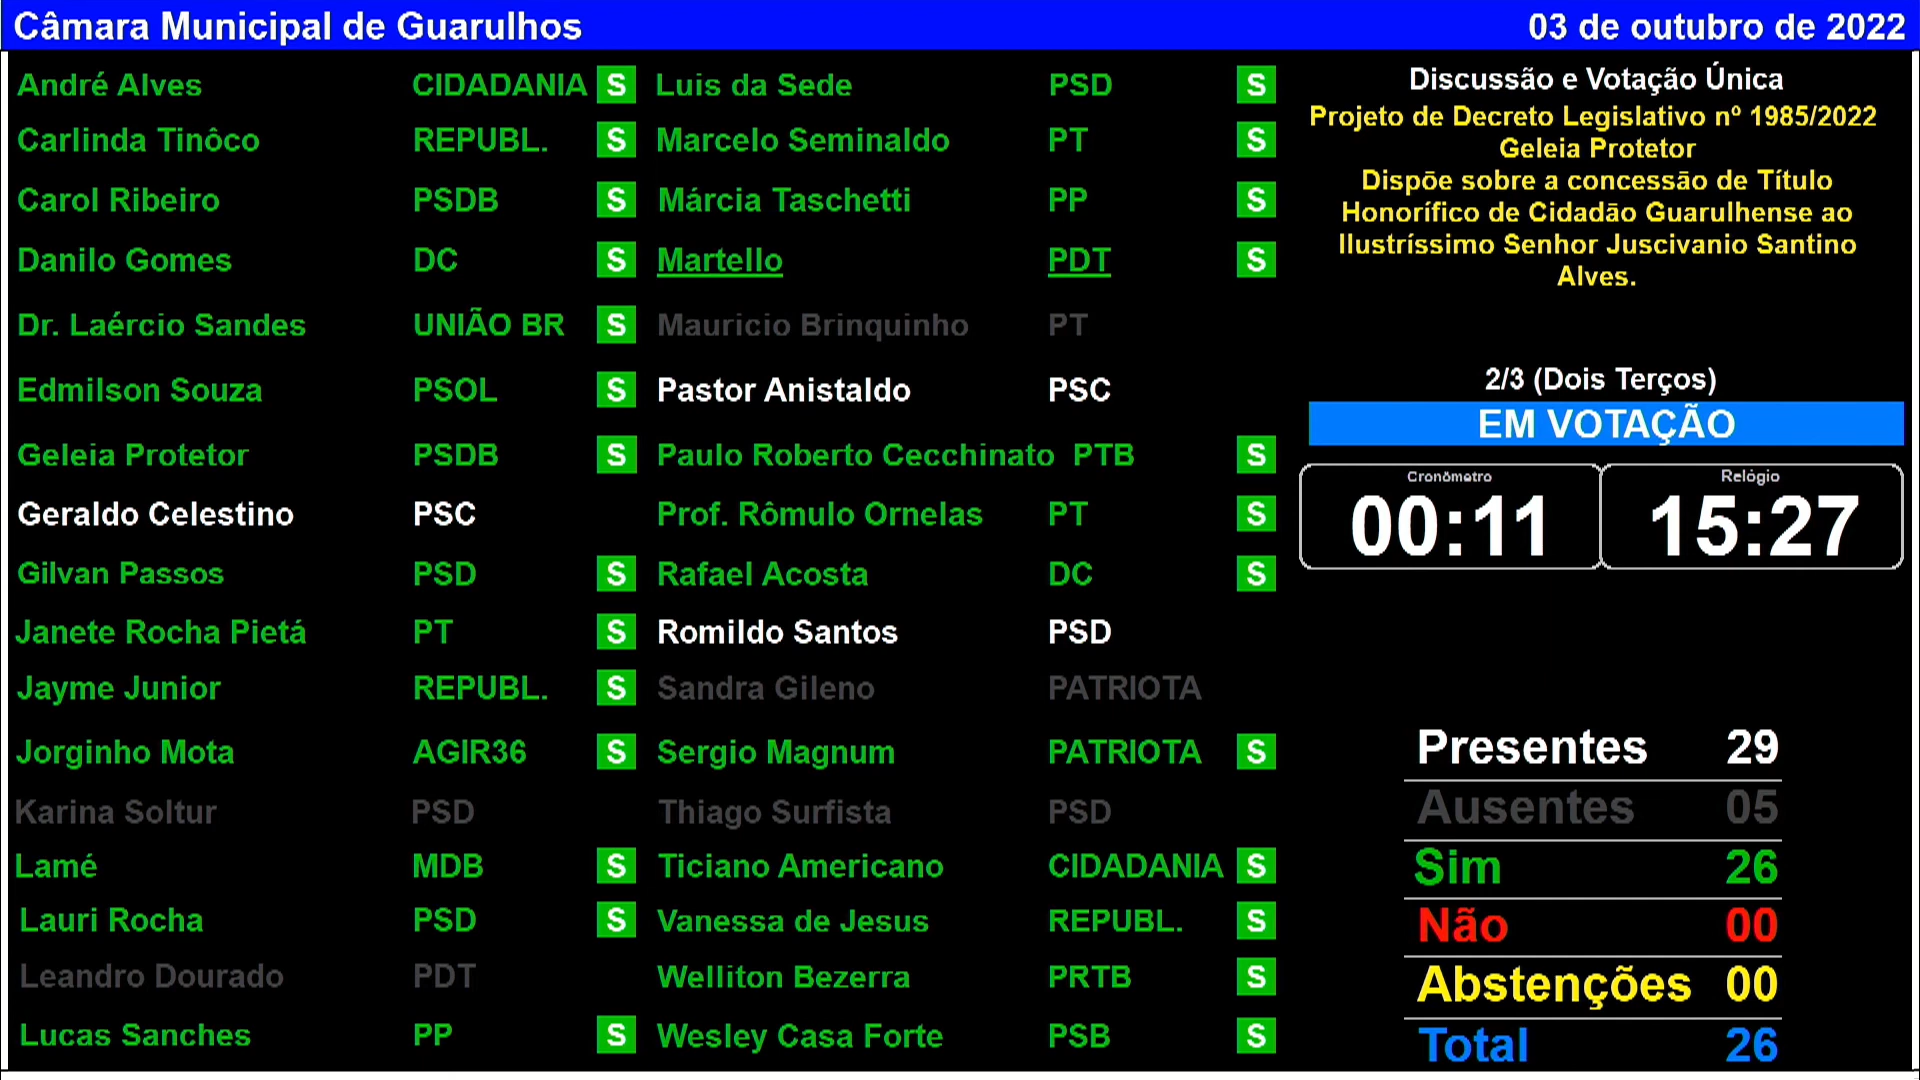 Câmara Municipal de Guarulhos 03 de outubro de 2022
André Alves CIDADANIA S Luis da Sede PSD S
Carlinda Tinôco REPUBL. S Marcelo Seminaldo PT S
Carol Ribeiro PSDB S Márcia Taschetti PP S
Danilo Gomes DC S Martello PDT S
Dr. Laércio Sandes UNIÃO BR S Mauricio Brinquinho PT
Edmilson Souza PSOL S Pastor Anistaldo PSC
Geleia Protetor PSDB S Paulo Roberto Cecchinato PTB S
Geraldo Celestino PSC Prof. Rômulo Ornelas PT S
Gilvan Passos PSD S Rafael Acosta DC S
Janete Rocha Pietá PT S Romildo Santos PSD
Jayme Junior REPUBL. S Sandra Gileno PATRIOTA
Jorginho Mota AGIR36 S Sergio Magnum PATRIOTA S
Karina Soltur PSD Thiago Surfista PSD
Lamé MDB S Ticiano Americano CIDADANIA S
Lauri Rocha PSD S Vanessa de Jesus REPUBL. S
Leandro Dourado PDT Welliton Bezerra PRTB S
Lucas Sanches PP S Wesley Casa Forte PSB S
Discussão e Votação Única
Projeto de Decreto Legislativo nº 1985/2022
Geleia Protetor
Dispõe sobre a concessão de Título
Honorífico de Cidadão Guarulhense ao
Ilustríssimo Senhor Juscivanio Santino
Alves.
2/3 (Dois Terços)
EM VOTAÇÃO
Cronômetro Relógio
00:11 15:27
Presentes 29
Ausentes 05
Sim 26
Não 00
Abstenções 00
Total 26